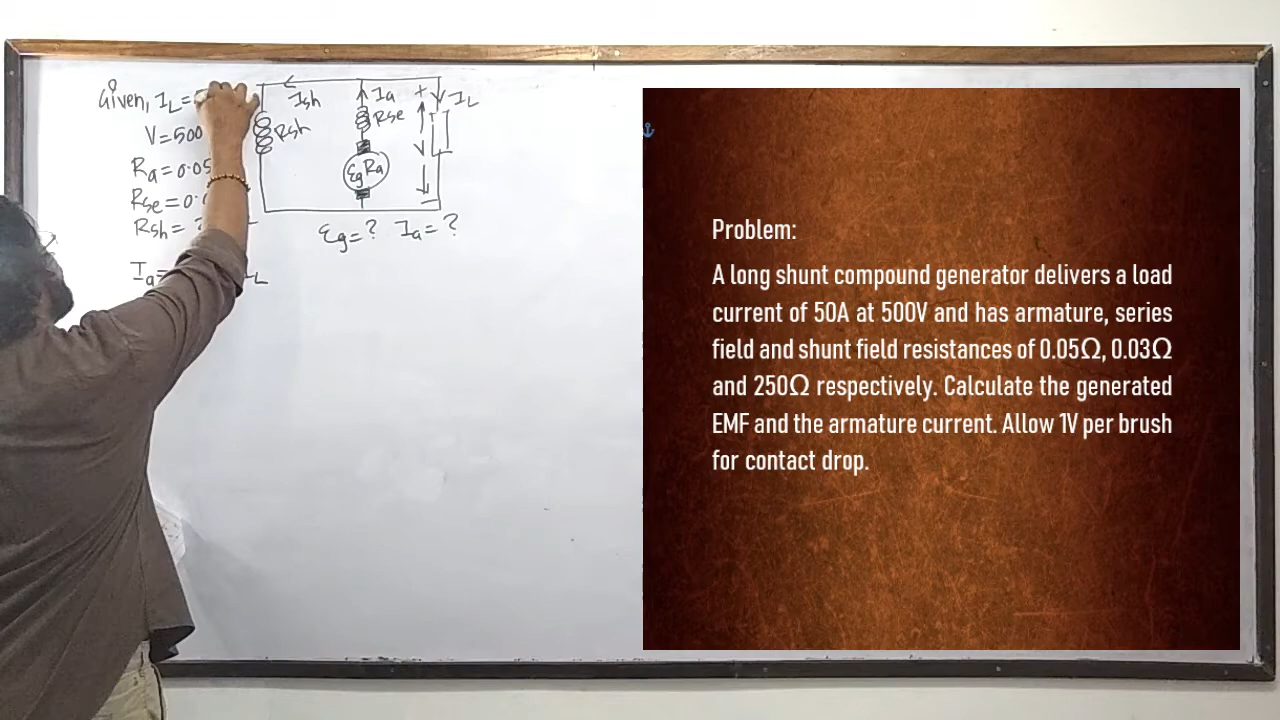 Given, IL =
V = 500
Ra = 0.05
Rse = 0.
Rsh = ?
Ia =
L
Ish
Ia
+
IL
Rsh
Rse
V
Eg Ra
Eg = ? Ia = ?
Problem:
A long shunt compound generator delivers a load
current of 50A at 500V and has armature, series
field and shunt field resistances of 0.05Ω, 0.03Ω
and 250Ω respectively. Calculate the generated
EMF and the armature current. Allow 1V per brush
for contact drop.